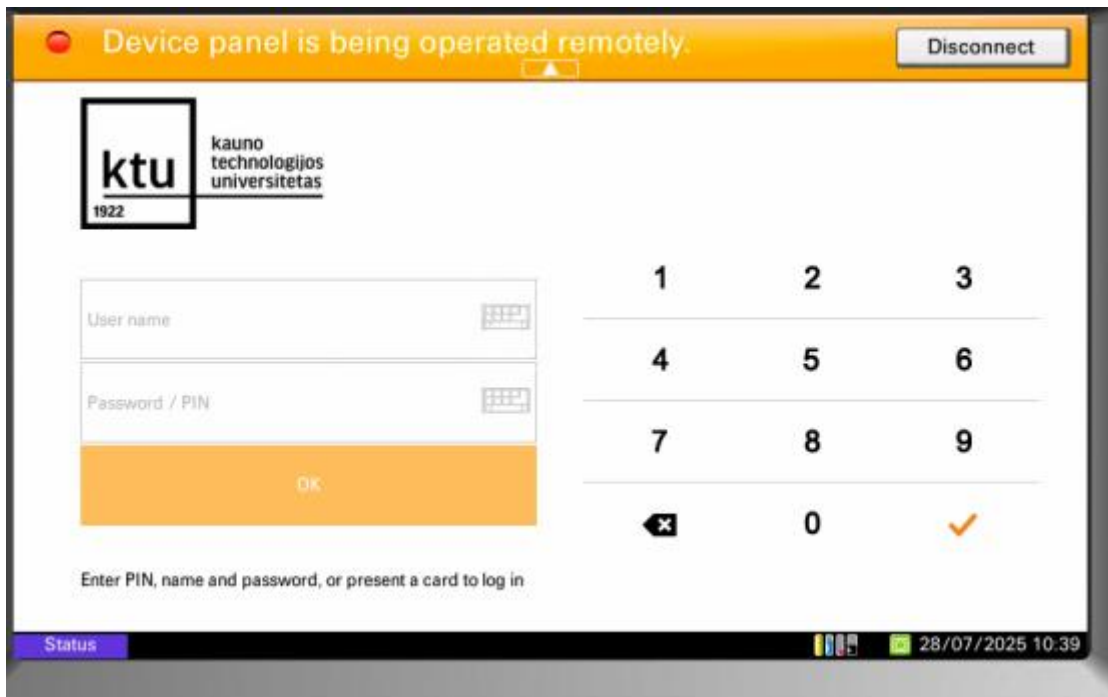 Device panel is being operated remotely.
Disconnect
ktu
1922
kauno
technologijos
universitetas
User name
Password / PIN
OK
1 2 3
4 5 6
7 8 9
0
Enter PIN, name and password, or present a card to log in
Status
28/07/2025 10:39